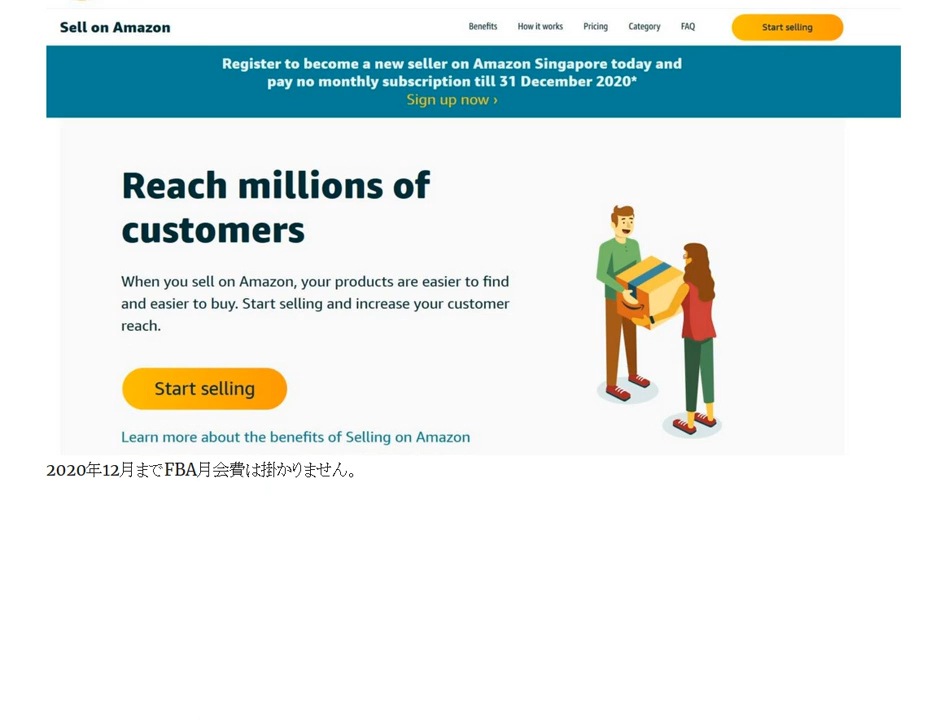 Sell on Amazon
Benefits How it works Pricing Category FAQ Start selling
Register to become a new seller on Amazon Singapore today and
pay no monthly subscription till 31 December 2020*
Sign up now ›
Reach millions of
customers
When you sell on Amazon, your products are easier to find
and easier to buy. Start selling and increase your customer
reach.
Start selling
Learn more about the benefits of Selling on Amazon
2020年12月までFBA月会費は掛かりません。